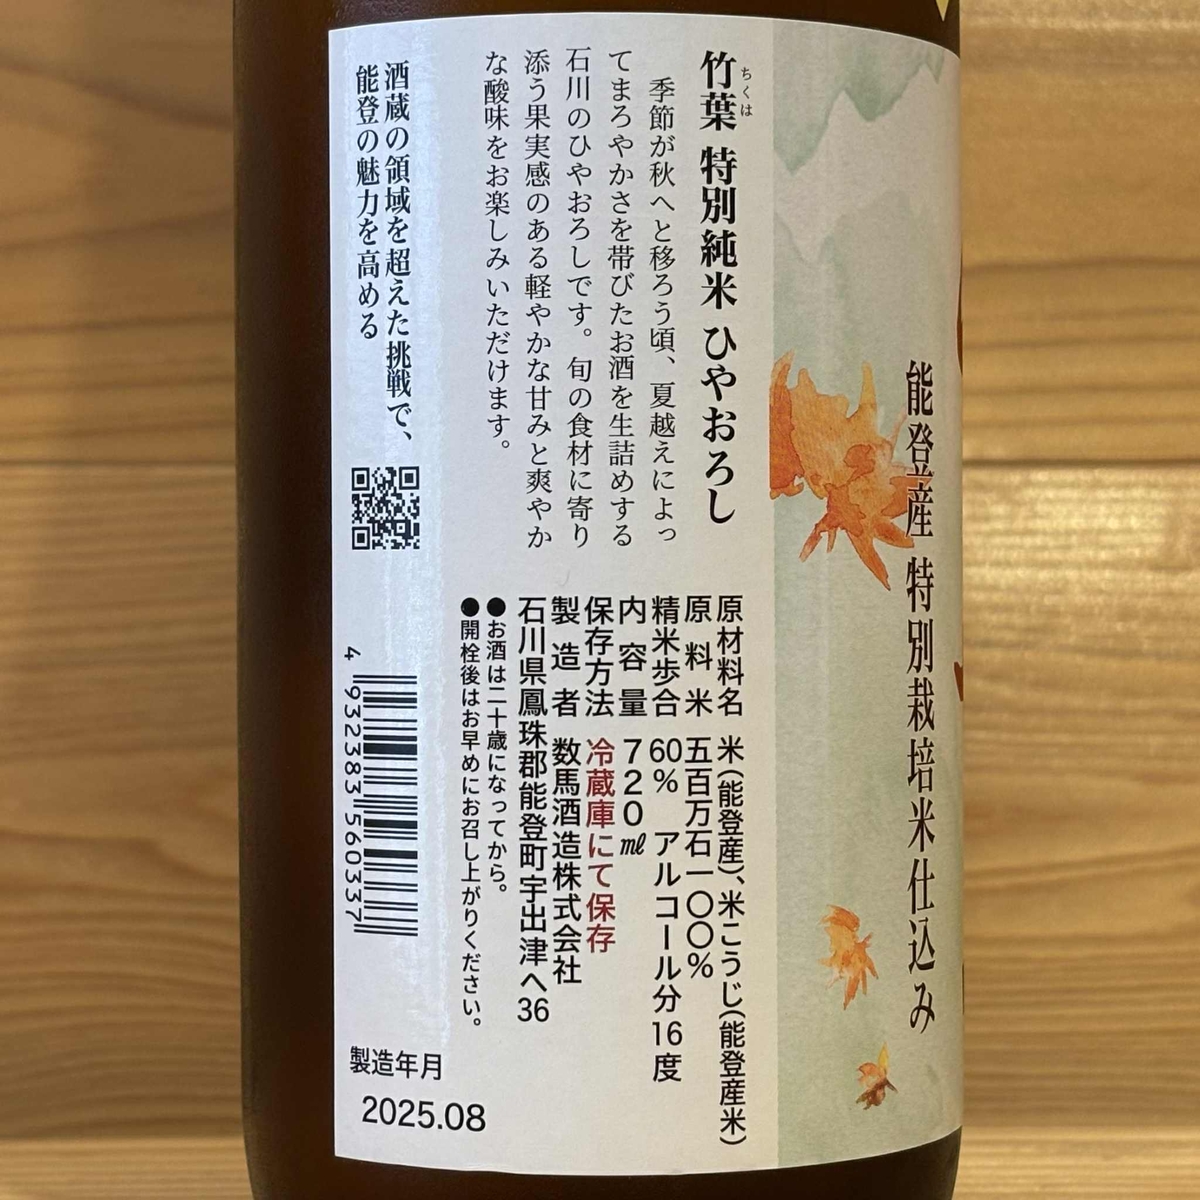 能登産 特別栽培米仕込み
竹葉 特別純米 ひやおろし
ちくは
季節が秋へと移ろう頃、夏越えによっ
てまろやかさを帯びたお酒を生詰めする
石川のひやおろしです。旬の食材に寄り
添う果実感のある軽やかな甘みと爽やか
な酸味をお楽しみいただけます。
酒蔵の領域を超えた挑戦で、
能登の魅力を高める
原材料名 米(能登産)、米こうじ(能登産米)
原料米 五百万石一〇〇%
精米歩合 60% アルコール分 16度
内容量 720㎖
保存方法 冷蔵庫にて保存
製造者 数馬酒造株式会社
石川県鳳珠郡能登町宇出津ヘ36
●お酒は二十歳になってから。
●開栓後はお早めにお召し上がりください。
4 932383 560337
製造年月
2025.08